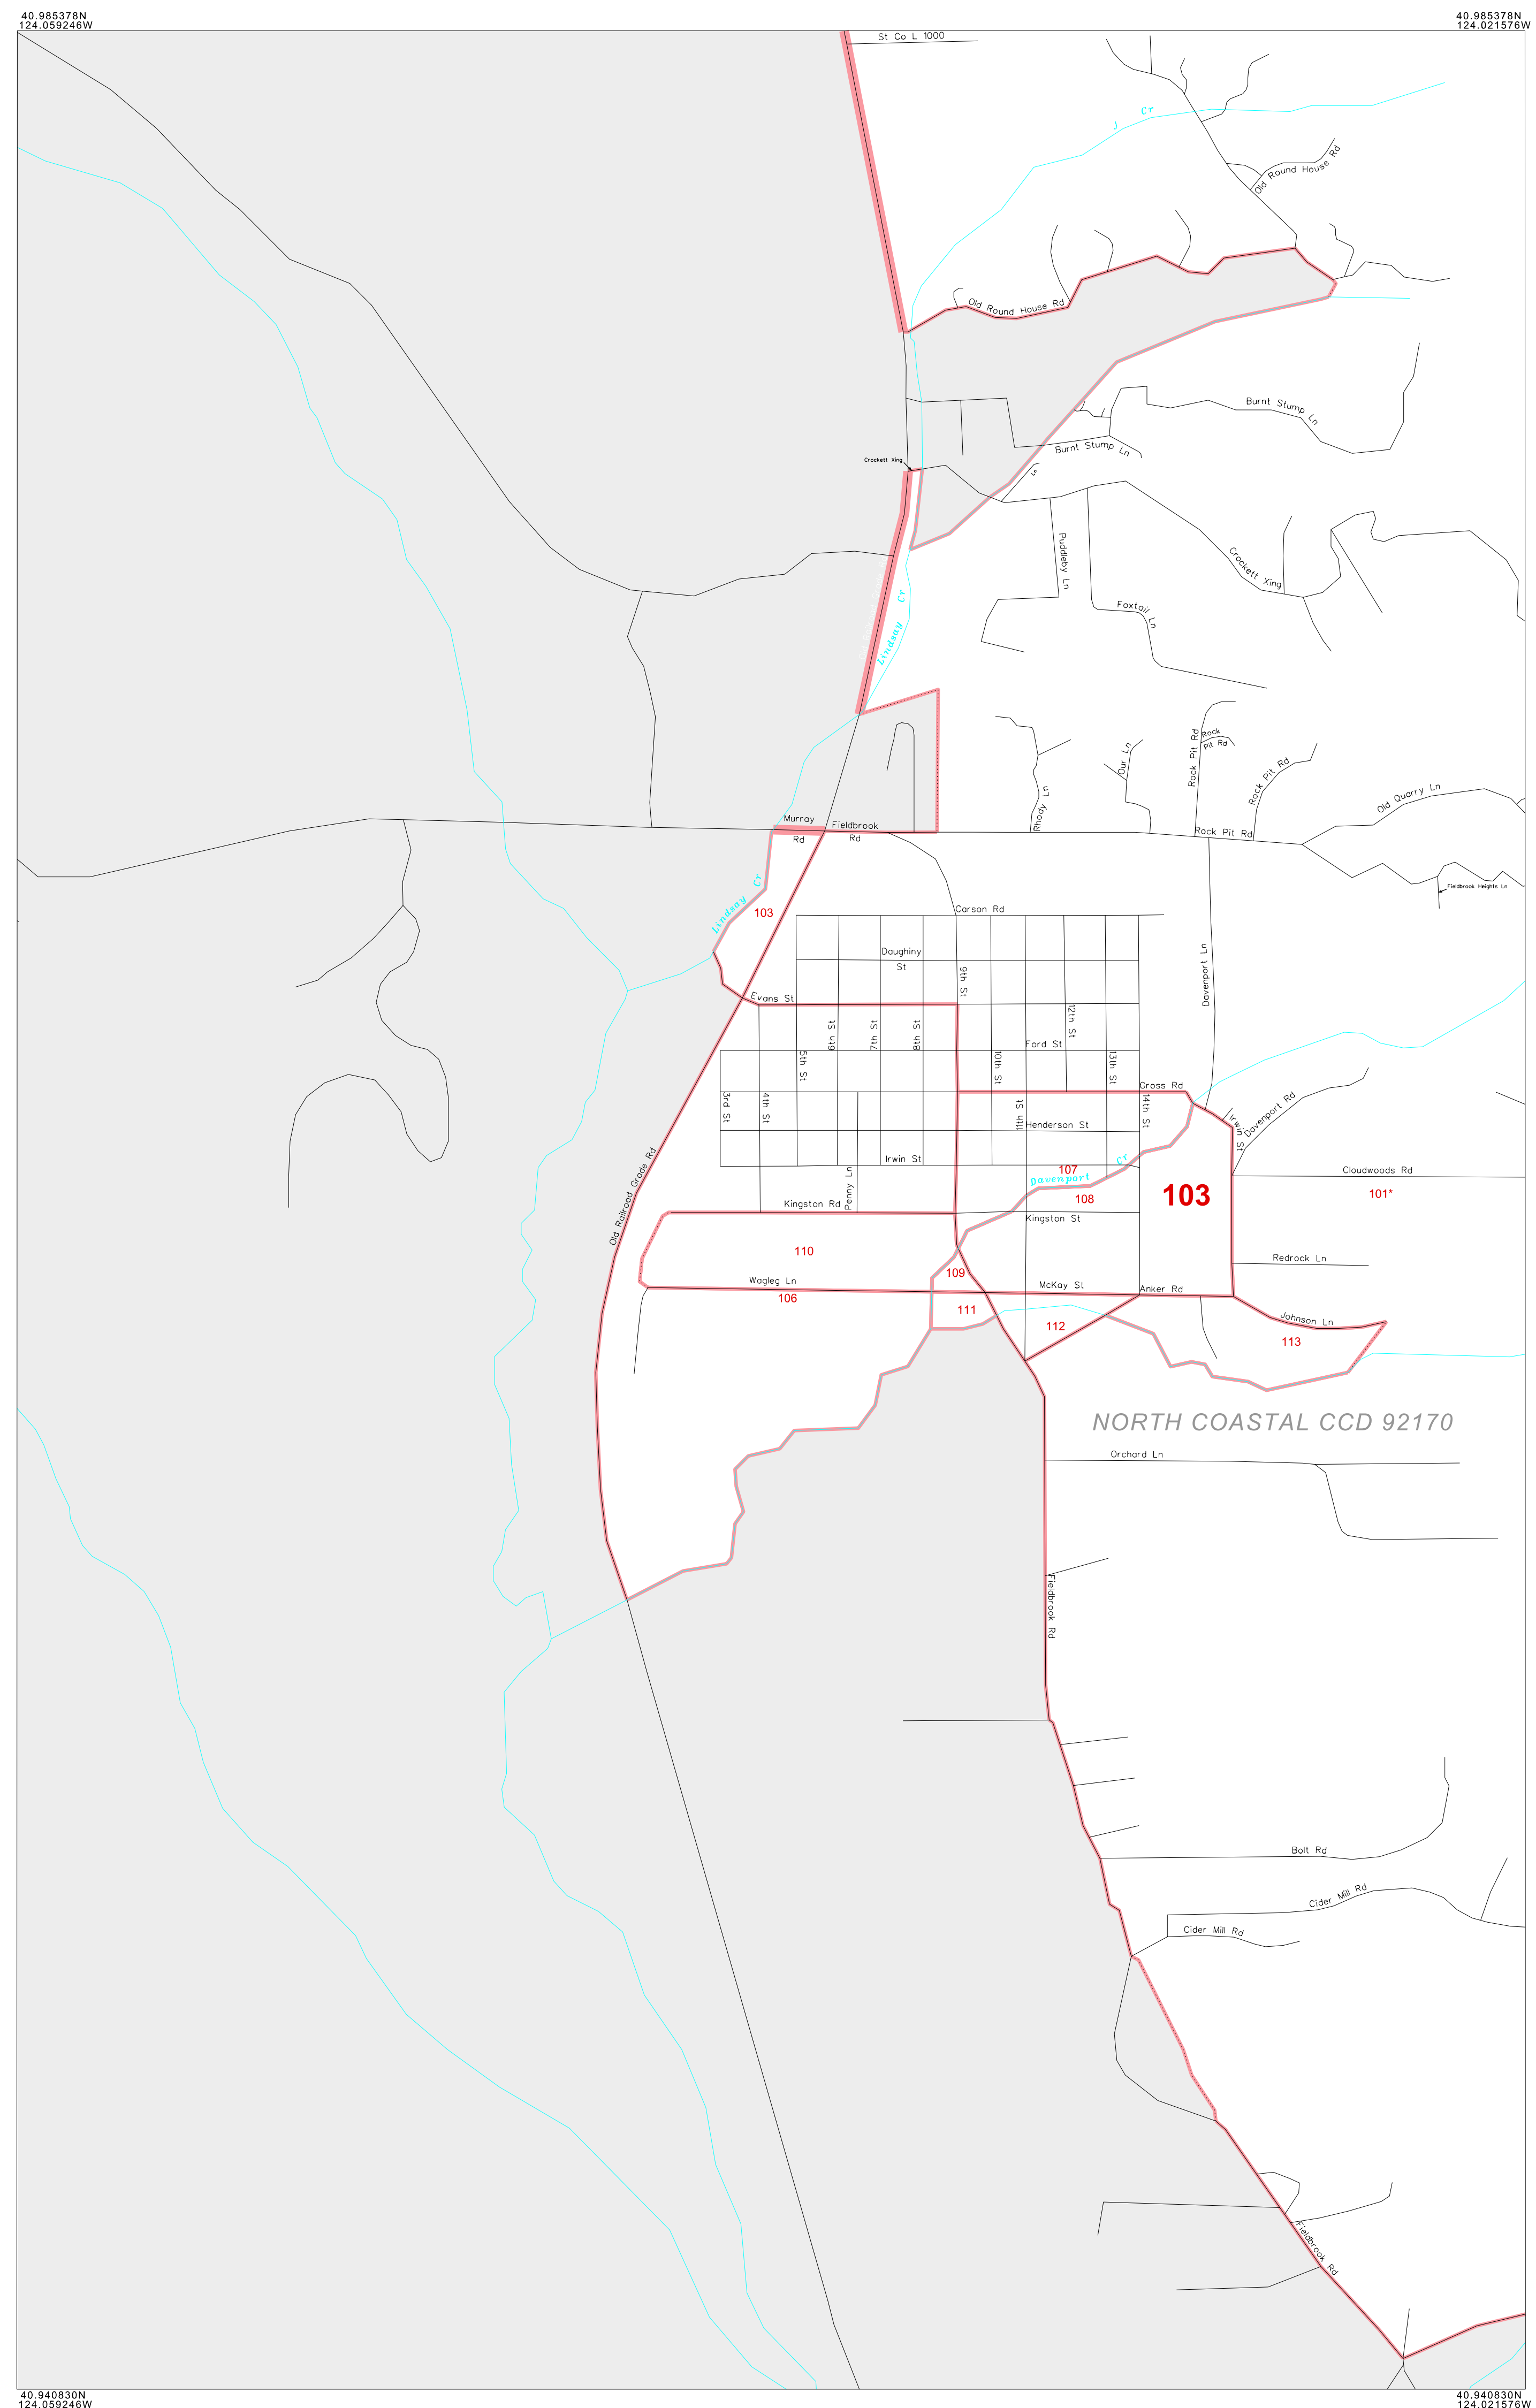 40.985378N
124.059246W
40.985378N
124.021576W
St Co L 1000
J Cr
Old Round House Rd
Old Round House Rd
Burnt Stump Ln
Burnt Stump Ln
Crockett Xing
S
Puddleby Ln
Crockett Xing
Lindsay Cr
Foxtail Ln
Rock Pit Rd
Rock
Pit Rd
Our Ln
Rock Pit Rd
Rhody Ln
Old Quarry Ln
Murray
Rd
Fieldbrook
Rd
Rock Pit Rd
Fieldbrook Heights Ln
Lindsay Cr
103
Carson Rd
Daughiny
St
Davenport Ln
9th St
Evans St
12th St
6th St
7th St
8th St
Ford St
5th St
10th St
13th St
Gross Rd
3rd St
4th St
11th St
14th St
Henderson St
Irwin St
Davenport Rd
Irwin St
107
Davenport Cr
Cloudwoods Rd
Old Railroad Grade Rd
Penny Ln
Kingston Rd
108
103
101*
Kingston St
110
109
Redrock Ln
Wagleg Ln
McKay St
Anker Rd
106
111
112
Johnson Ln
113
NORTH COASTAL CCD 92170
Orchard Ln
Fieldbrook Rd
Bolt Rd
Cider Mill Rd
Cider Mill Rd
Fieldbrook Rd
40.940830N
124.059246W
40.940830N
124.021576W